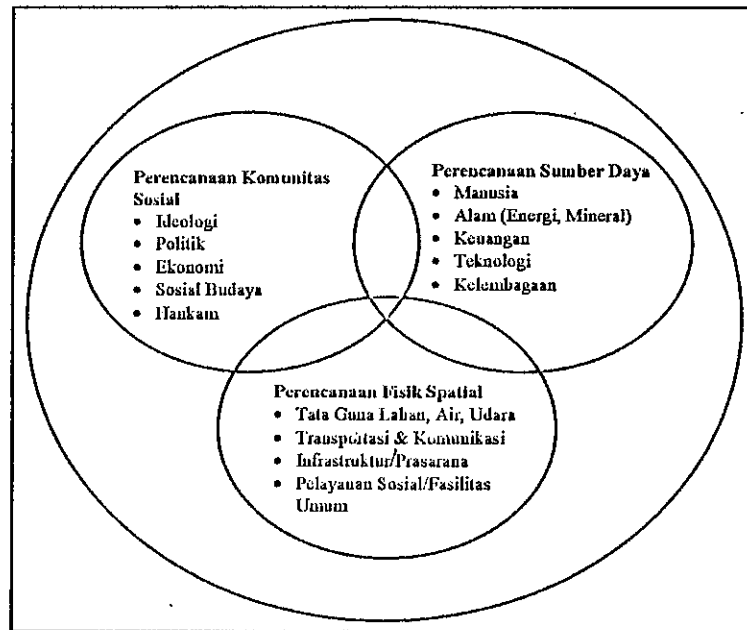 Perencanaan Komunitas
Sosial
• Ideologi
• Politik
• Ekonomi
• Sosial Budaya
• Hankam
Perencanaan Sumber Daya
• Manusia
• Alam (Energi, Mineral)
• Keuangan
• Teknologi
• Kelembagaan
Perencanaan Fisik Spatial
• Tata Guna Lahan, Air, Udara
• Transportasi & Komunikasi
• Infrastruktur/Prasarana
• Pelayanan Sosial/Fasilitas
Umum